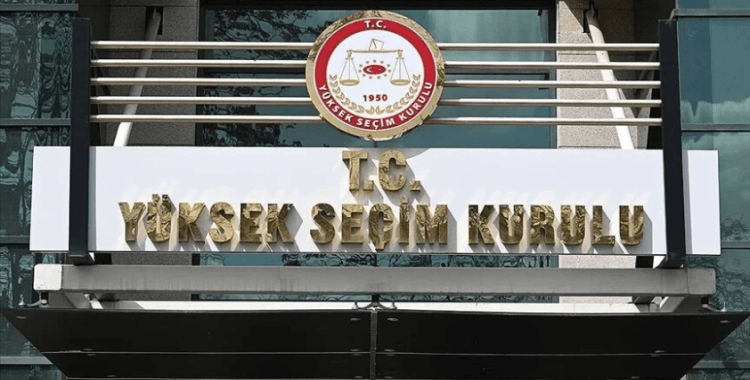 T.C.
1950
YÜKSEK SEÇİM KURULU
T.C.
YÜKSEK SEÇİM KURULU